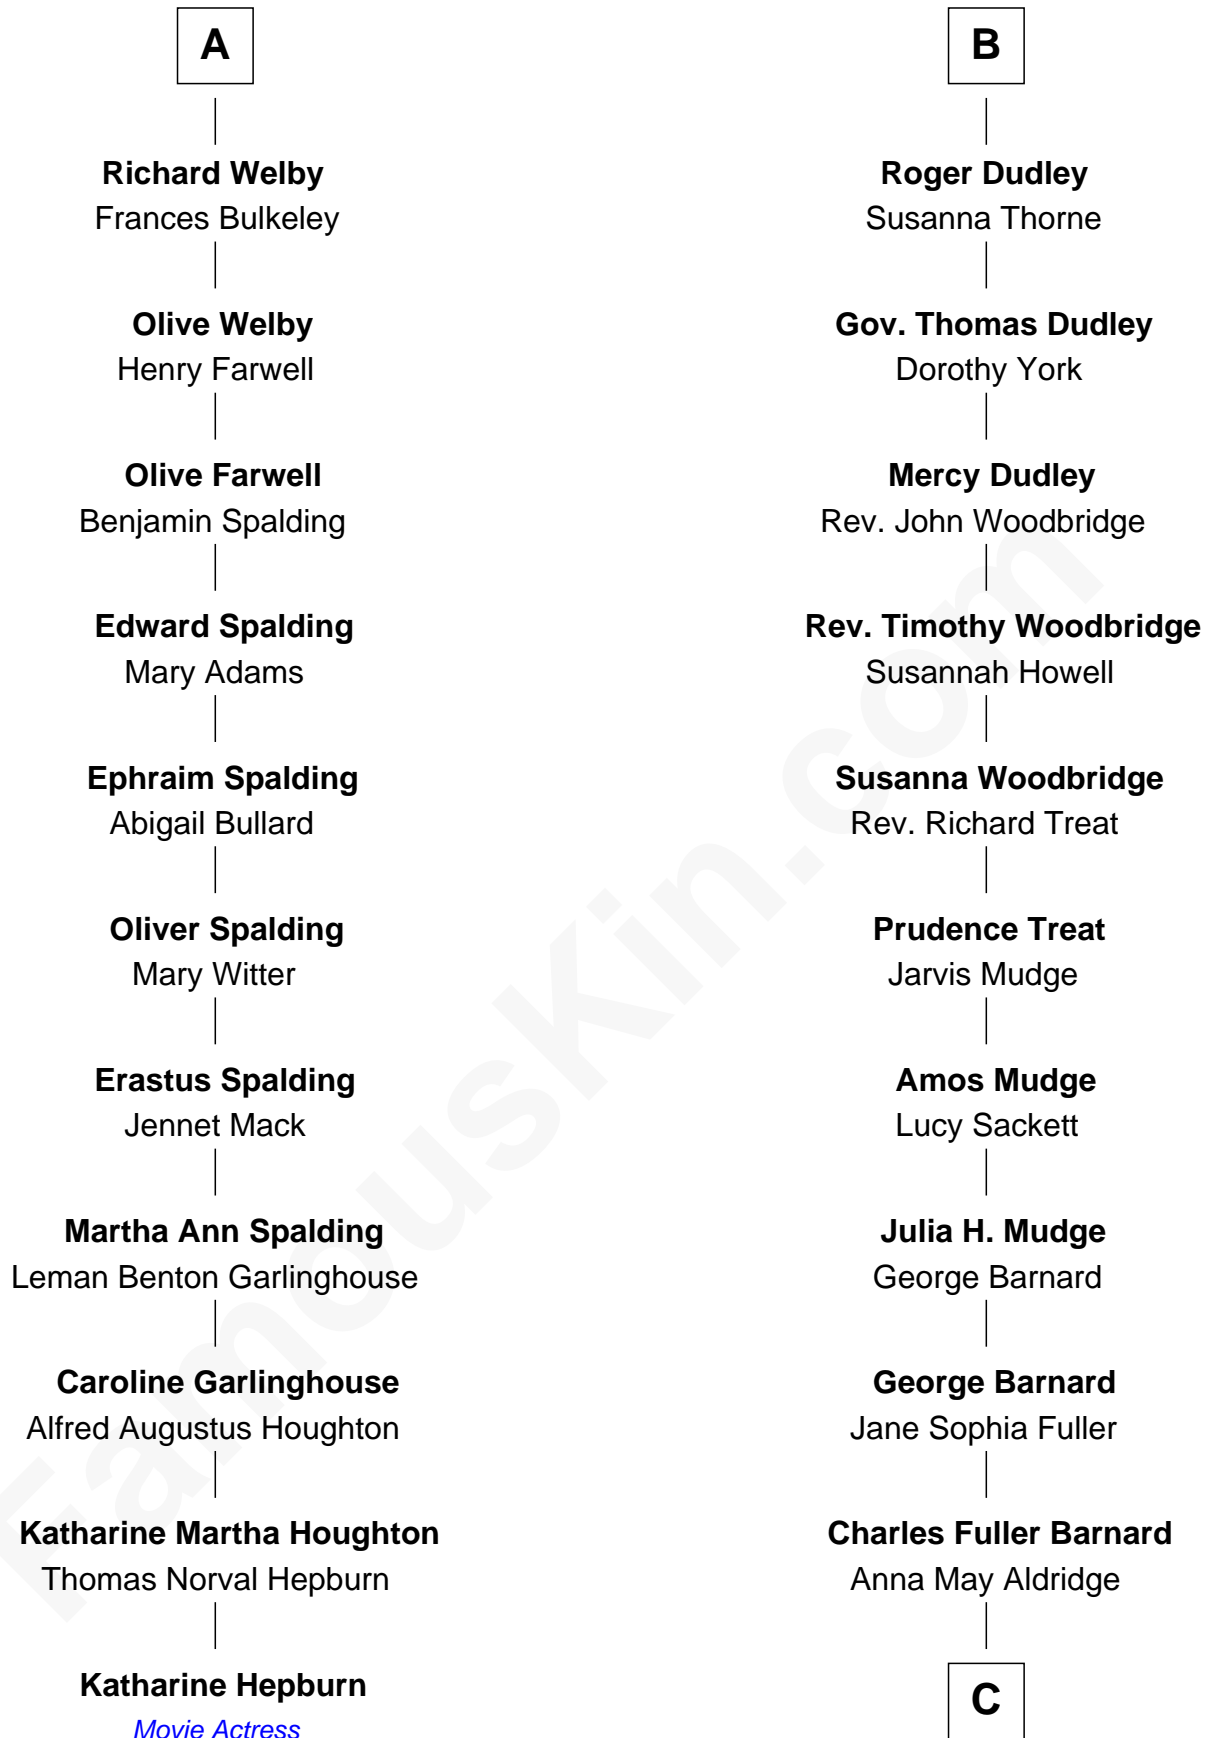 A
Richard Welby
Frances Bulkeley
Olive Welby
Henry Farwell
Olive Farwell
Benjamin Spalding
Edward Spalding
Mary Adams
Ephraim Spalding
Abigail Bullard
Oliver Spalding
Mary Witter
Erastus Spalding
Jennet Mack
Martha Ann Spalding
Leman Benton Garlinghouse
Caroline Garlinghouse
Alfred Augustus Houghton
Katharine Martha Houghton
Thomas Norval Hepburn
Katharine Hepburn
Movie Actress
B
Roger Dudley
Susanna Thorne
Gov. Thomas Dudley
Dorothy York
Mercy Dudley
Rev. John Woodbridge
Rev. Timothy Woodbridge
Susannah Howell
Susanna Woodbridge
Rev. Richard Treat
Prudence Treat
Jarvis Mudge
Amos Mudge
Lucy Sackett
Julia H. Mudge
George Barnard
George Barnard
Jane Sophia Fuller
Charles Fuller Barnard
Anna May Aldridge
C
FamousKin.com